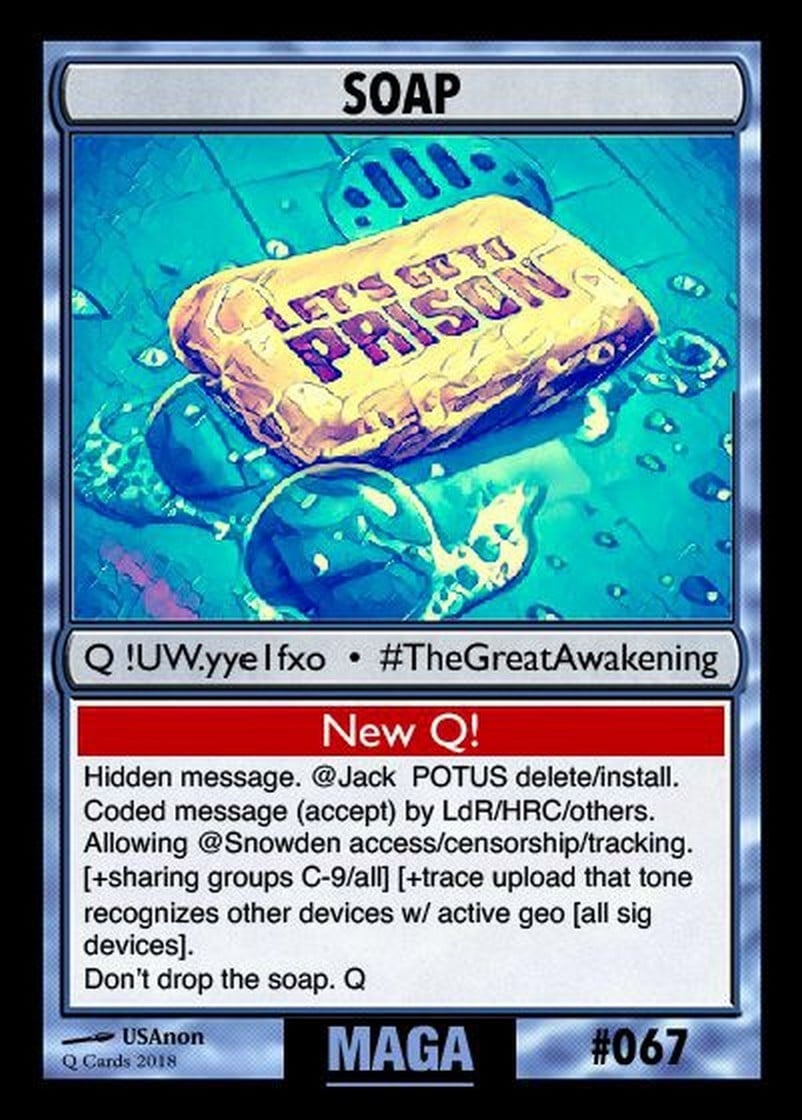 SOAP
LET'S GO TO
PRISON
Q !UW.yye1fxo • #TheGreatAwakening
New Q!
Hidden message. @Jack POTUS delete/install.
Coded message (accept) by LdR/HRC/others.
Allowing @Snowden access/censorship/tracking.
[+sharing groups C-9/all] [+trace upload that tone
recognizes other devices w/ active geo [all sig
devices].
Don't drop the soap. Q
USAnon
Q Cards 2018
MAGA
#067